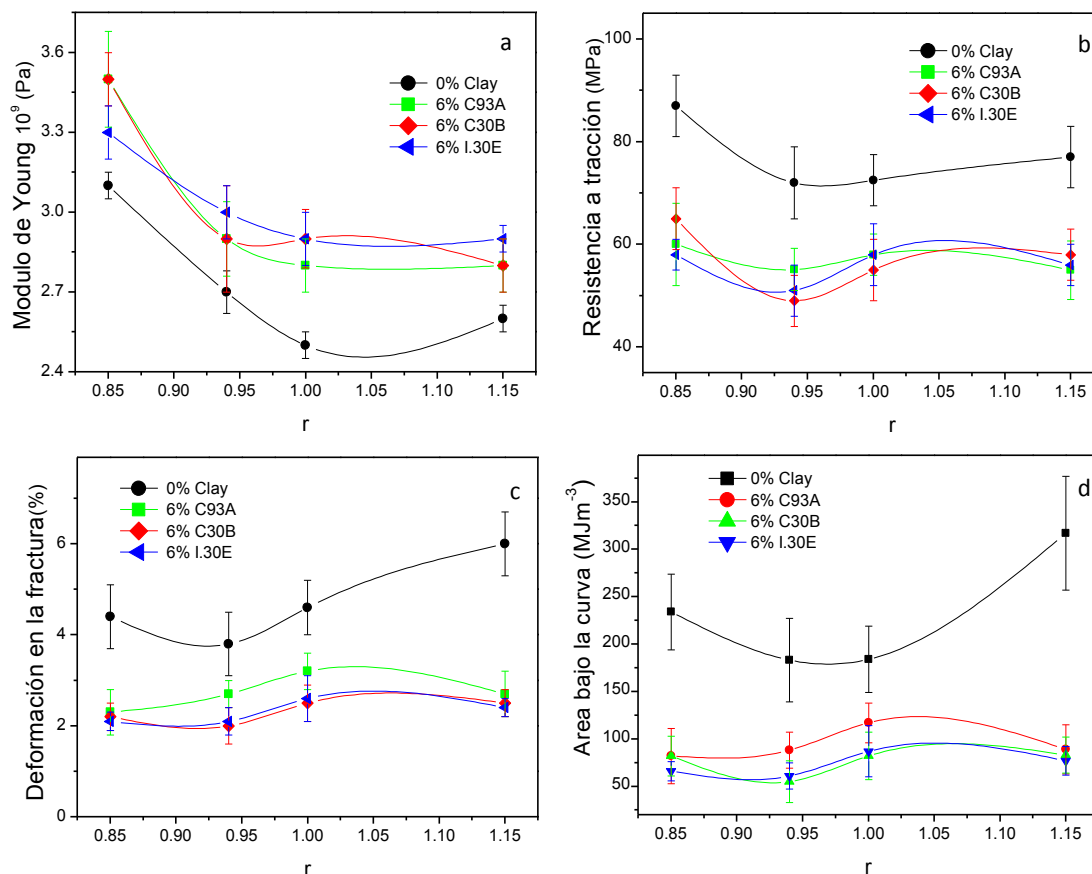 a
Modulo de Young 10⁹ (Pa)
3.6
3.3
3.0
2.7
2.4
0% Clay
6% C93A
6% C30B
6% I.30E
0.85 0.90 0.95 1.00 1.05 1.10 1.15
r
b
Resistencia a tracción (MPa)
100
80
60
40
0% Clay
6% C93A
6% C30B
6% I.30E
0.85 0.90 0.95 1.00 1.05 1.10 1.15
r
c
Deformación en la fractura(%)
6
4
2
0
0% Clay
6% C93A
6% C30B
6% I.30E
0.85 0.90 0.95 1.00 1.05 1.10 1.15
r
d
Area bajo la curva (MJm⁻³)
350
300
250
200
150
100
50
0% Clay
6% C93A
6% C30B
6% I.30E
0.85 0.90 0.95 1.00 1.05 1.10 1.15
r